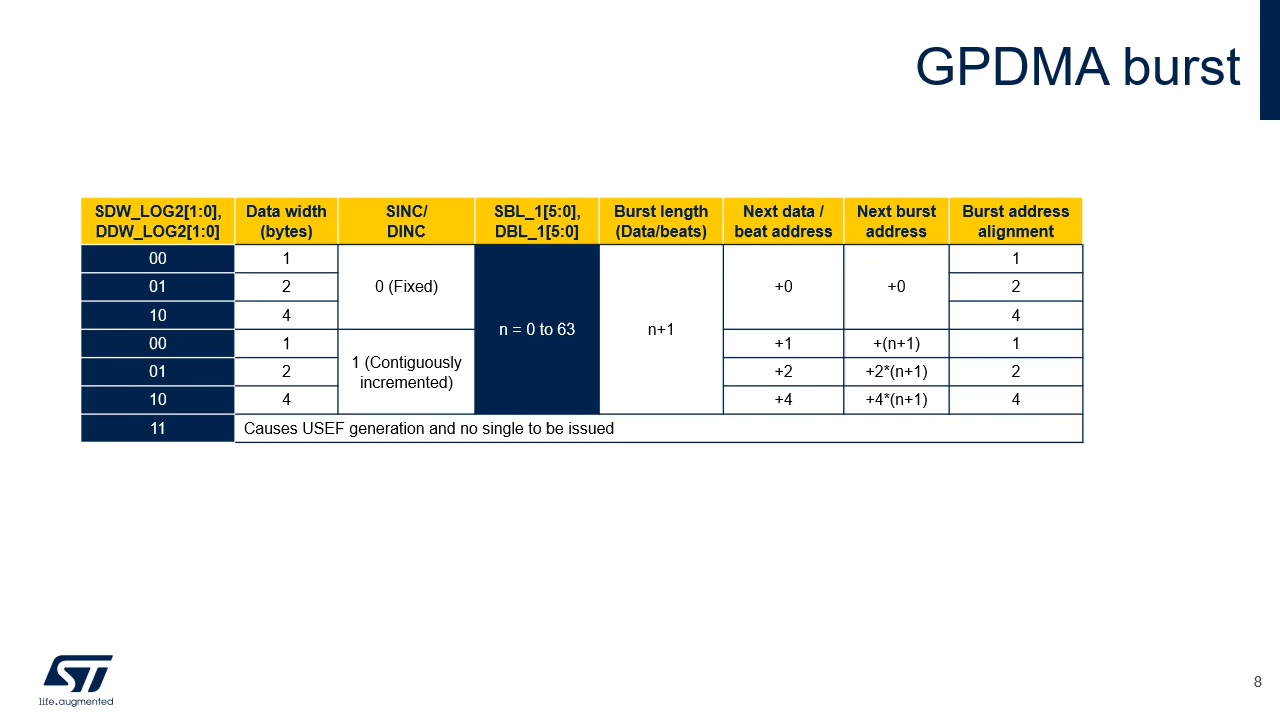 GPDMA burst
SDW_LOG2[1:0],
DDW_LOG2[1:0]
Data width
(bytes)
SINC/
DINC
SBL_1[5:0],
DBL_1[5:0]
Burst length
(Data/beats)
Next data /
beat address
Next burst
address
Burst address
alignment
00
1
0 (Fixed)
n = 0 to 63
n+1
+0
+0
1
01
2
2
10
4
4
00
1
1 (Contiguously
incremented)
+1
+(n+1)
1
01
2
+2
+2*(n+1)
2
10
4
+4
+4*(n+1)
4
11
Causes USEF generation and no single to be issued
ST
life.augmented
8